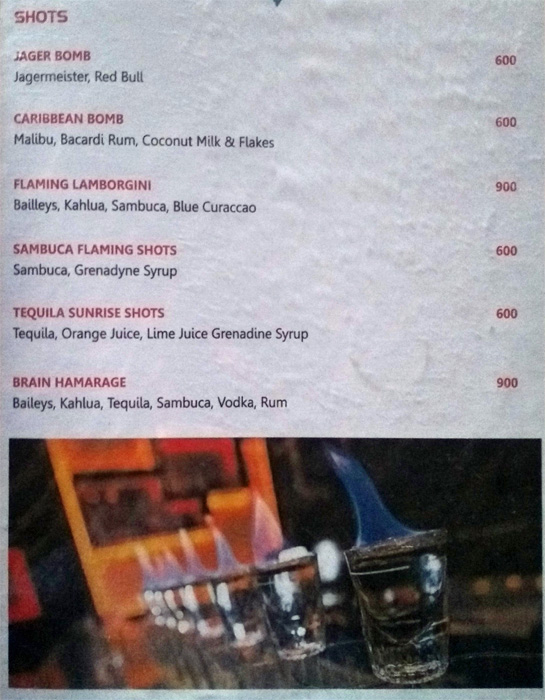 SHOTS
JAGER BOMB 600
Jagermeister, Red Bull
CARIBBEAN BOMB 600
Malibu, Bacardi Rum, Coconut Milk & Flakes
FLAMING LAMBORGINI 900
Bailleys, Kahlua, Sambuca, Blue Curaccao
SAMBUCA FLAMING SHOTS 600
Sambuca, Grenadyne Syrup
TEQUILA SUNRISE SHOTS 600
Tequila, Orange Juice, Lime Juice Grenadine Syrup
BRAIN HAMARAGE 900
Baileys, Kahlua, Tequila, Sambuca, Vodka, Rum